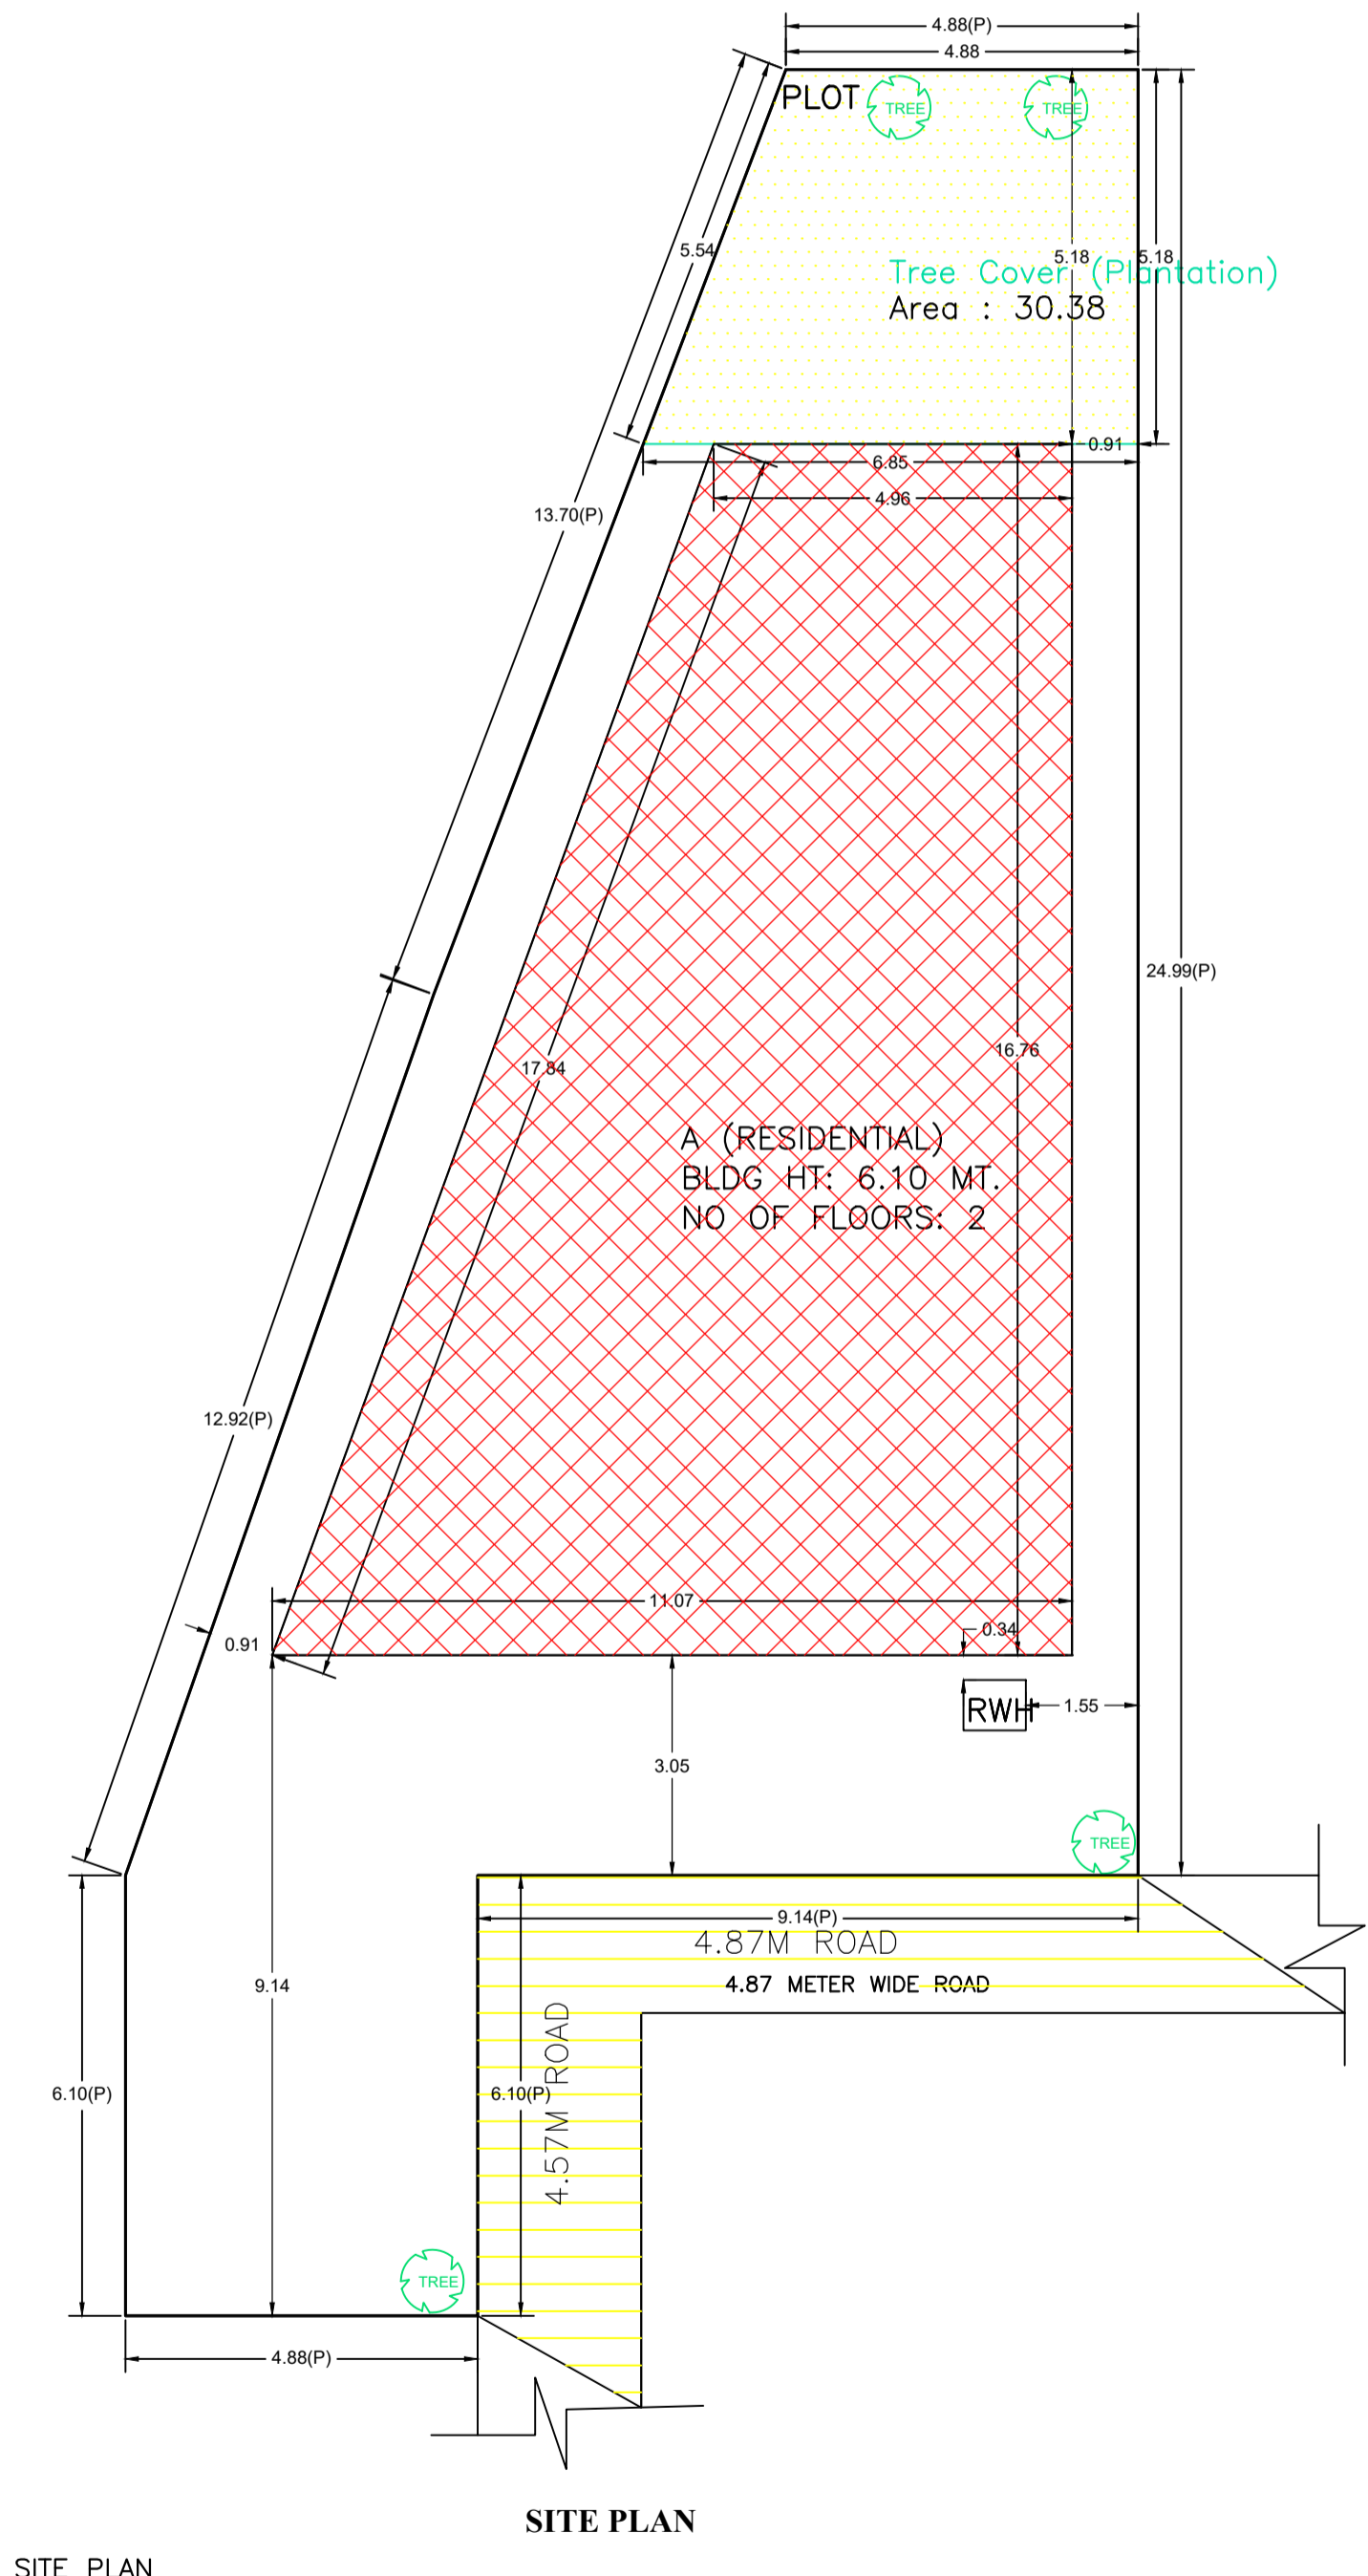 4.88(P)
4.88
PLOT
TREE
TREE
5.54
5.18
5.18
Tree Cover (Plantation)
Area : 30.38
0.91
6.85
4.96
13.70(P)
24.99(P)
16.76
17.84
A (RESIDENTIAL)
BLDG HT: 6.10 MT.
NO OF FLOORS: 2
12.92(P)
11.07
0.34
0.91
RWH
1.55
3.05
TREE
9.14(P)
4.87M ROAD
4.87 METER WIDE ROAD
9.14
4.57M ROAD
6.10(P)
6.10(P)
TREE
4.88(P)
SITE PLAN
SITE PLAN